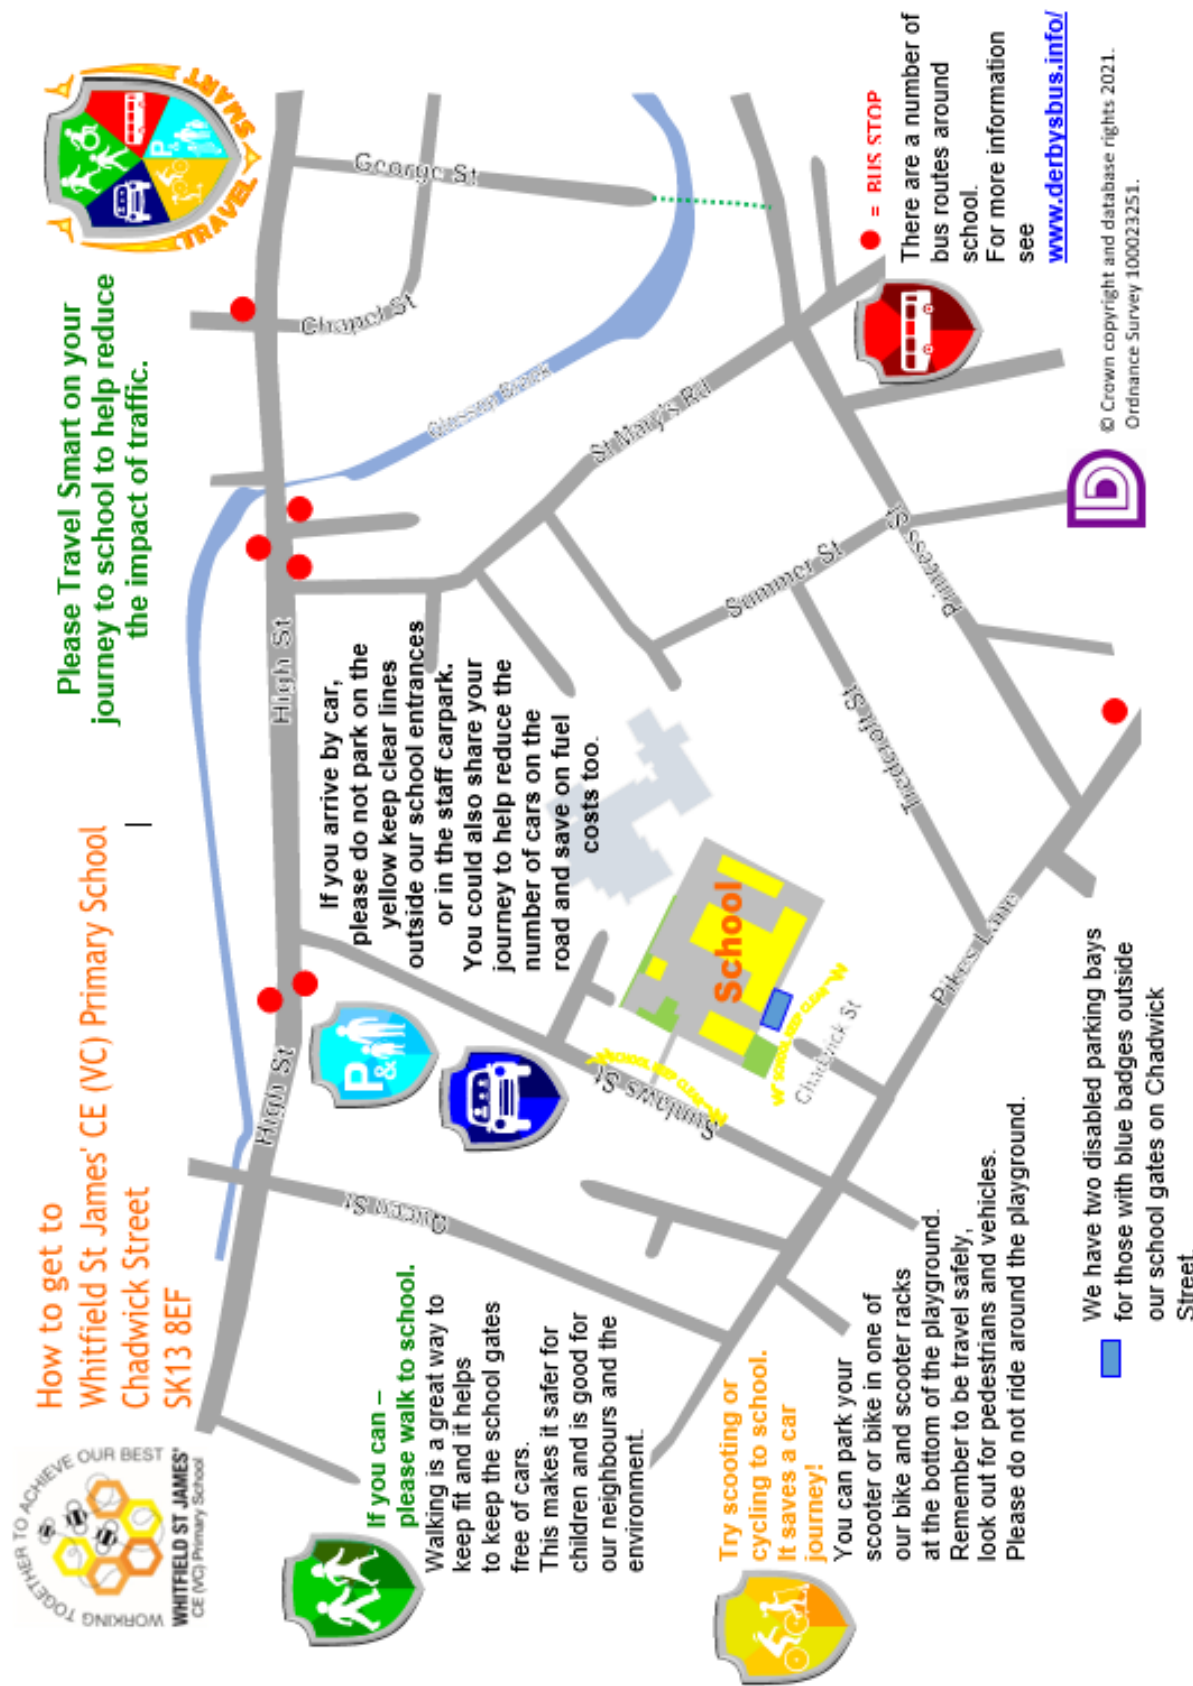 WORKING TOGETHER TO ACHIEVE OUR BEST
WHITFIELD ST JAMES'
CE (VC) Primary School
How to get to
Whitfield St James' CE (VC) Primary School
Chadwick Street
SK13 8EF
Please Travel Smart on your
journey to school to help reduce
the impact of traffic.
TRAVEL SMART
P&
If you can –
please walk to school.
Walking is a great way to
keep fit and it helps
to keep the school gates
free of cars.
This makes it safer for
children and is good for
our neighbours and the
environment.
High St
High St
Queen St
P&
If you arrive by car,
please do not park on the
yellow keep clear lines
outside our school entrances
or in the staff carpark.
You could also share your
journey to help reduce the
number of cars on the
road and save on fuel
costs too.
Chapel St
George St
Glossop Brook
St Mary's Rd
Sunlaws St
SCHOOL KEEP CLEAR
School
SCHOOL KEEP CLEAR
Chadwick St
Summer St
Thedcroft St
Princess St
Pikes Lane
Try scooting or
cycling to school.
It saves a car
journey!
You can park your
scooter or bike in one of
our bike and scooter racks
at the bottom of the playground.
Remember to be travel safely,
look out for pedestrians and vehicles.
Please do not ride around the playground.
We have two disabled parking bays
for those with blue badges outside
our school gates on Chadwick
Street.
= BUS STOP
There are a number of
bus routes around
school.
For more information
see
www.derbysbus.info/
© Crown copyright and database rights 2021.
Ordnance Survey 100023251.